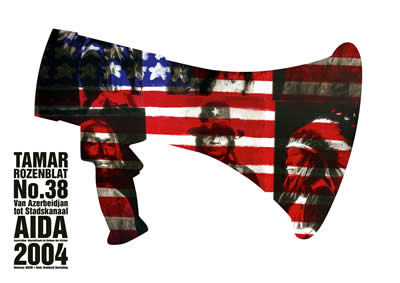 TAMAR
ROZENBLAT
No.38
Van Azerbeidjan
tot Stadskanaal
AIDA
2004